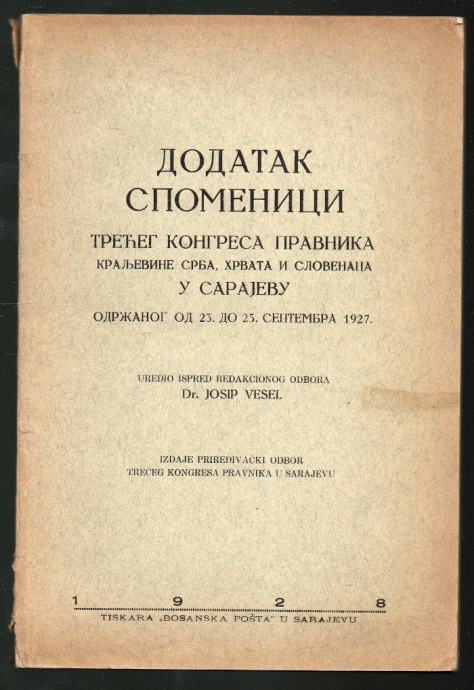 ДОДАТАК
СПОМЕНИЦИ
ТРЕЋЕГ КОНГРЕСА ПРАВНИКА
КРАЉЕВИНЕ СРБА, ХРВАТА И СЛОВЕНАЦА
У САРАЈЕВУ
ОДРЖАНОГ ОД 23. ДО 25. СЕПТЕМБРА 1927.
UREDIO ISPRED REDAKCIONOG ODBORA
Dr. JOSIP VESEL
IZDAJE PRIREĐIVAČKI ODBOR
TREĆEG KONGRESA PRAVNIKA U SARAJEVU
1 9 2 8
TISKARA „BOSANSKA POŠTA" U SARAJEVU